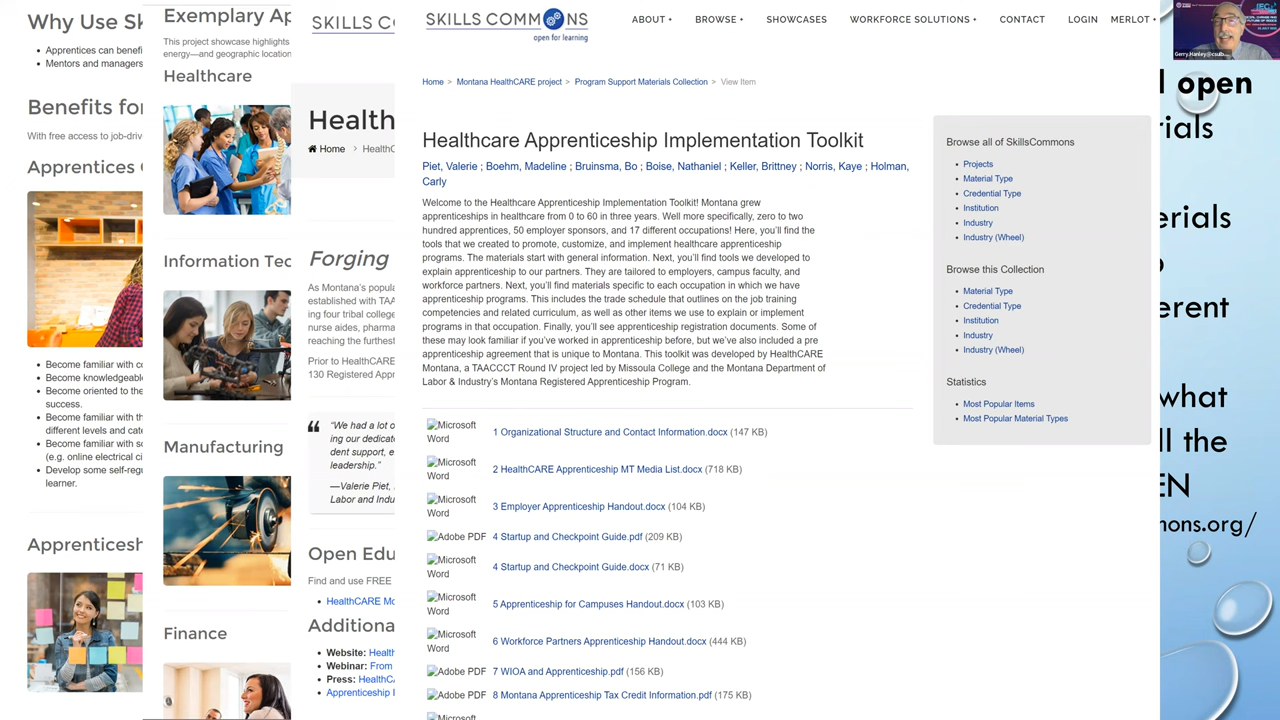 Why Use Sk
Apprentices can benefi
Mentors and managers
Benefits for
With free access to job-driv
Apprentices C
Become familiar with c
Become knowledgeable
Become oriented to the
success.
Become familiar with th
different levels and cate
Become familiar with so
(e.g. online electrical ci
Develop some self-regu
learner.
Apprenticesh
Exemplary Ap
This project showcase highlights
energy—and geographic location
Healthcare
Information Tec
Manufacturing
Finance
SKILLS CO
Health
Home > HealthC
Forging
As Montana's popula
established with TAA
ing four tribal college
nurse aides, pharma
reaching the furthest
Prior to HealthCARE
130 Registered Appr
“We had a lot o
ing our dedicate
dent support, e
leadership.”
—Valerie Piet,
Labor and Indu
Open Edu
Find and use FREE
HealthCARE Mo
Additiona
Website: Health
Webinar: From
Press: HealthCA
Apprenticeship I
SKILLS COMMONS
open for learning
ABOUT + BROWSE + SHOWCASES WORKFORCE SOLUTIONS + CONTACT LOGIN MERLOT +
Home > Montana HealthCARE project > Program Support Materials Collection > View Item
Healthcare Apprenticeship Implementation Toolkit
Piet, Valerie ; Boehm, Madeline ; Bruinsma, Bo ; Boise, Nathaniel ; Keller, Brittney ; Norris, Kaye ; Holman,
Carly
Welcome to the Healthcare Apprenticeship Implementation Toolkit! Montana grew
apprenticeships in healthcare from 0 to 60 in three years. Well more specifically, zero to two
hundred apprentices, 50 employer sponsors, and 17 different occupations! Here, you'll find the
tools that we created to promote, customize, and implement healthcare apprenticeship
programs. The materials start with general information. Next, you'll find tools we developed to
explain apprenticeship to our partners. They are tailored to employers, campus faculty, and
workforce partners. Next, you'll find materials specific to each occupation in which we have
apprenticeship programs. This includes the trade schedule that outlines on the job training
competencies and related curriculum, as well as other items we use to explain or implement
programs in that occupation. Finally, you'll see apprenticeship registration documents. Some of
these may look familiar if you've worked in apprenticeship before, but we've also included a pre
apprenticeship agreement that is unique to Montana. This toolkit was developed by HealthCARE
Montana, a TAACCCT Round IV project led by Missoula College and the Montana Department of
Labor & Industry's Montana Registered Apprenticeship Program.
Microsoft Word 1 Organizational Structure and Contact Information.docx (147 KB)
Microsoft Word 2 HealthCARE Apprenticeship MT Media List.docx (718 KB)
Microsoft Word 3 Employer Apprenticeship Handout.docx (104 KB)
Adobe PDF 4 Startup and Checkpoint Guide.pdf (209 KB)
Microsoft Word 4 Startup and Checkpoint Guide.docx (71 KB)
Microsoft Word 5 Apprenticeship for Campuses Handout.docx (103 KB)
Microsoft Word 6 Workforce Partners Apprenticeship Handout.docx (444 KB)
Adobe PDF 7 WIOA and Apprenticeship.pdf (156 KB)
Adobe PDF 8 Montana Apprenticeship Tax Credit Information.pdf (175 KB)
Microsoft
Browse all of SkillsCommons
Projects
Material Type
Credential Type
Institution
Industry
Industry (Wheel)
Browse this Collection
Material Type
Credential Type
Institution
Industry
Industry (Wheel)
Statistics
Most Popular Items
Most Popular Material Types
Gerry.Hanley@csulb...
l open
rials
erials
erent
what
ll the
EN
mons.org/